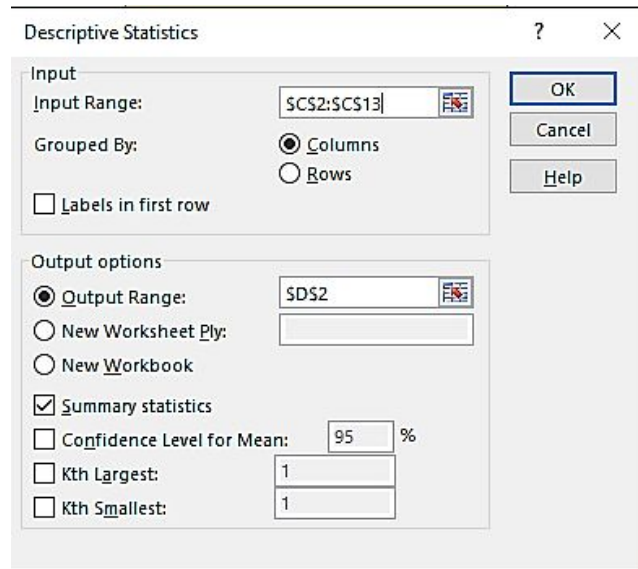 Descriptive Statistics ?
Input
Input Range: $C$2:$C$13
OK
Cancel
Grouped By: Columns
Rows
Help
Labels in first row
Output options
Output Range: $D$2
New Worksheet Ply:
New Workbook
Summary statistics
Confidence Level for Mean: 95 %
Kth Largest: 1
Kth Smallest: 1